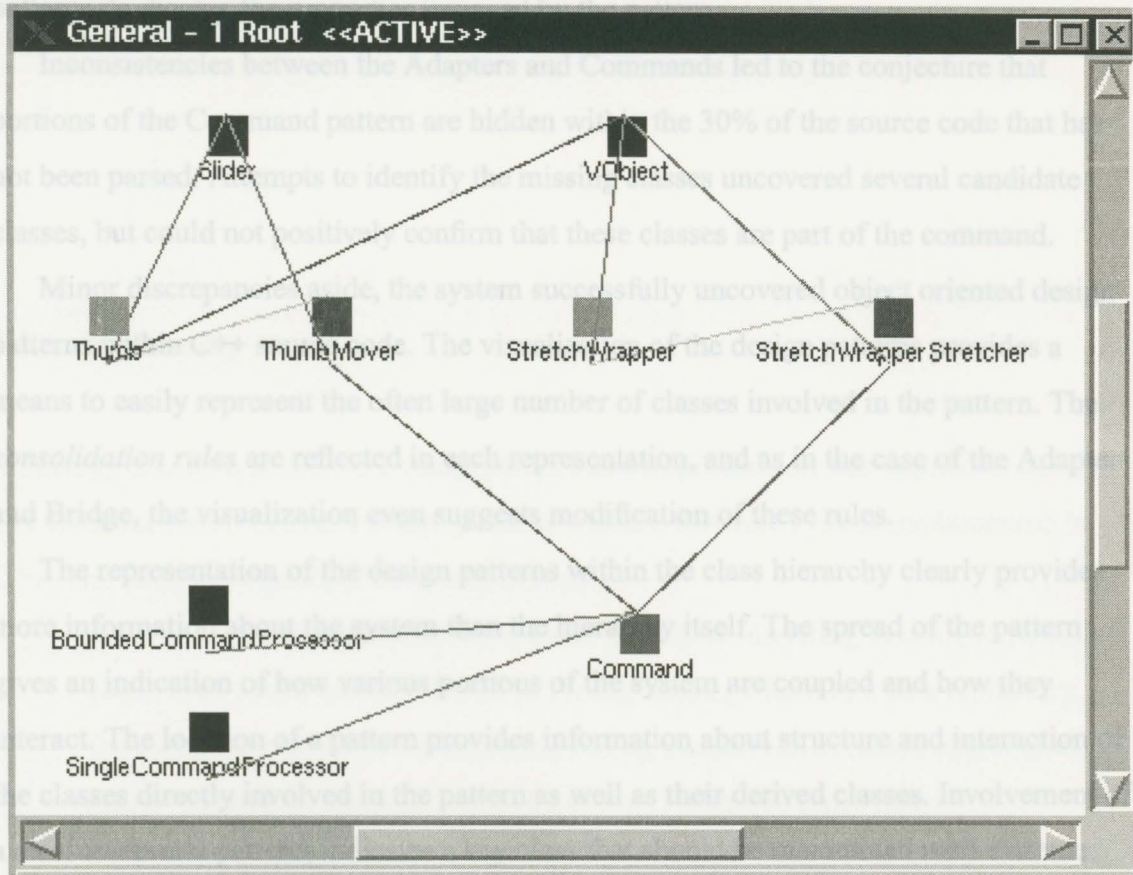 General - 1 Root <<ACTIVE>>
Inconsistencies between the Adapters and Commands led to the conjecture that
portions of the Command pattern are hidden within the 30% of the source code that
not been parsed. Attempts to identify the missing classes uncovered several candidate
Slider VObject
classes, but could not positively confirm that these classes are part of the command.
Minor discrepancies aside, the system successfully uncovered object oriented design
patterns within C++ source code. The visualization of the design provides a
Thumb ThumbMover StretchWrapper StretchWrapper Stretcher
means to easily represent the often large number of classes involved in the pattern. The
consolidation rules are reflected in each representation, and as in the case of the Adapter
and Bridge, the visualization even suggests modification of these rules.
The representation of the design patterns within the class hierarchy clearly provides
more information about the system than the hierarchy itself. The spread of the pattern
BoundedCommandProcessor
Command
gives an indication of how various portions of the system are coupled and how they
interact. The location of a pattern provides information about structure and interaction of
SingleCommandProcessor
the classes directly involved in the pattern as well as their derived classes. Involvement